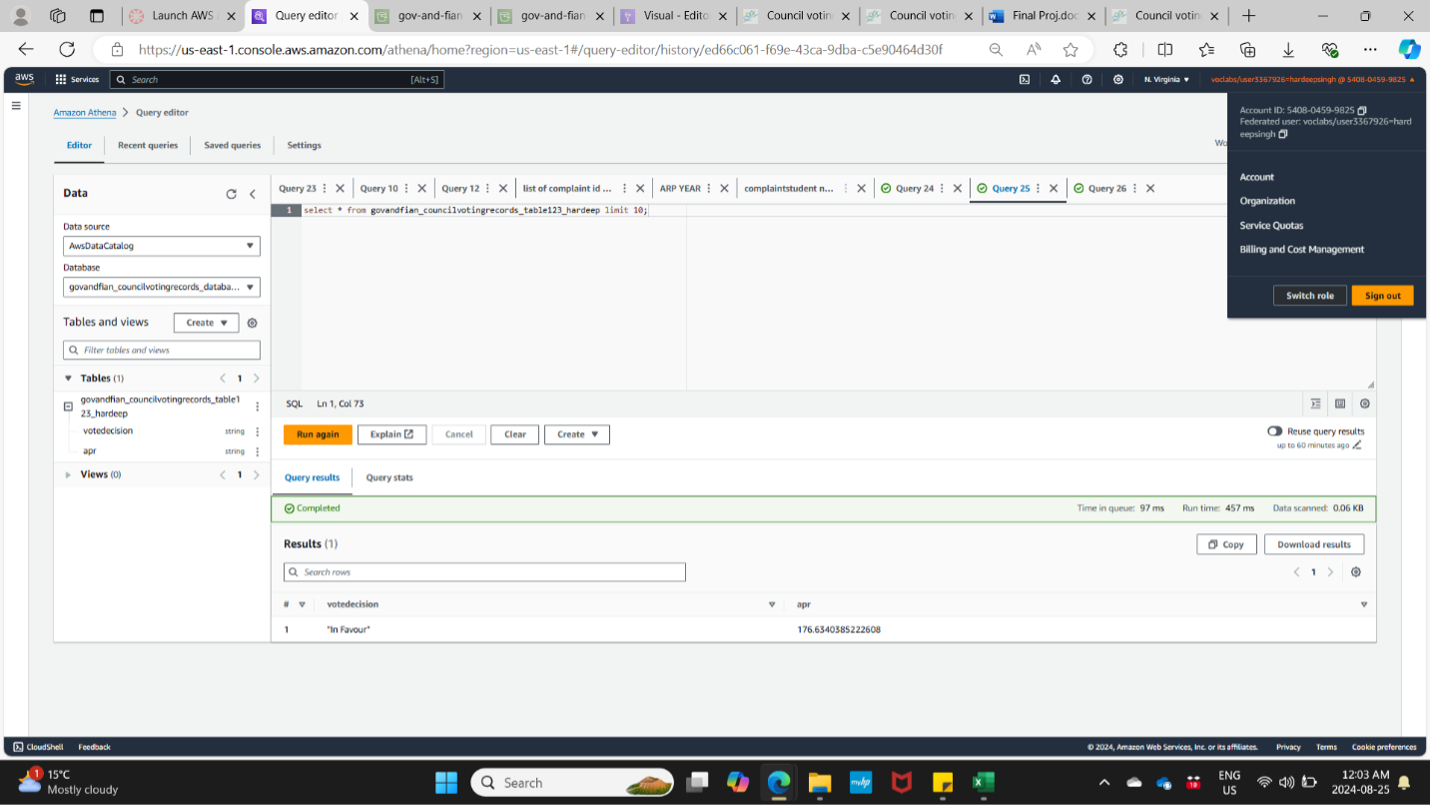 Launch AWS
Query editor
gov-and-fian
gov-and-fian
Visual - Edito
Council votin
Council votin
Final Proj.doc
Council votin
https://us-east-1.console.aws.amazon.com/athena/home?region=us-east-1#/query-editor/history/ed66c061-f69e-43ca-9dba-c5e90464d30f
aws
Services
Search
[Alt+S]
N. Virginia
voclabs/user3367926=hardeepsingh @ 5408-0459-9825
Amazon Athena > Query editor
Account ID: 5408-0459-9825
Federated user: voclabs/user3367926=hard
eepsingh
Account
Organization
Service Quotas
Billing and Cost Management
Switch role
Sign out
Editor
Recent queries
Saved queries
Settings
Wo
Data
Data source
AwsDataCatalog
Database
govandfian_councilvotingrecords_databa...
Tables and views
Create
Filter tables and views
Tables (1)
1
govandfian_councilvotingrecords_table1
23_hardeep
votedecision
string
apr
string
Views (0)
1
Query 23
Query 10
Query 12
list of complaint id ...
ARP YEAR
complaintstudent n...
Query 24
Query 25
Query 26
1
select * from govandfian_councilvotingrecords_table123_hardeep limit 10;
SQL
Ln 1, Col 73
Run again
Explain
Cancel
Clear
Create
Reuse query results
up to 60 minutes ago
Query results
Query stats
Completed
Time in queue: 97 ms
Run time: 457 ms
Data scanned: 0.06 KB
Results (1)
Copy
Download results
Search rows
1
#
votedecision
apr
1
"In Favour"
176.6340385222608
CloudShell
Feedback
© 2024, Amazon Web Services, Inc. or its affiliates.
Privacy
Terms
Cookie preferences
1
15°C
Mostly cloudy
Search
myhp
ENG
US
12:03 AM
2024-08-25